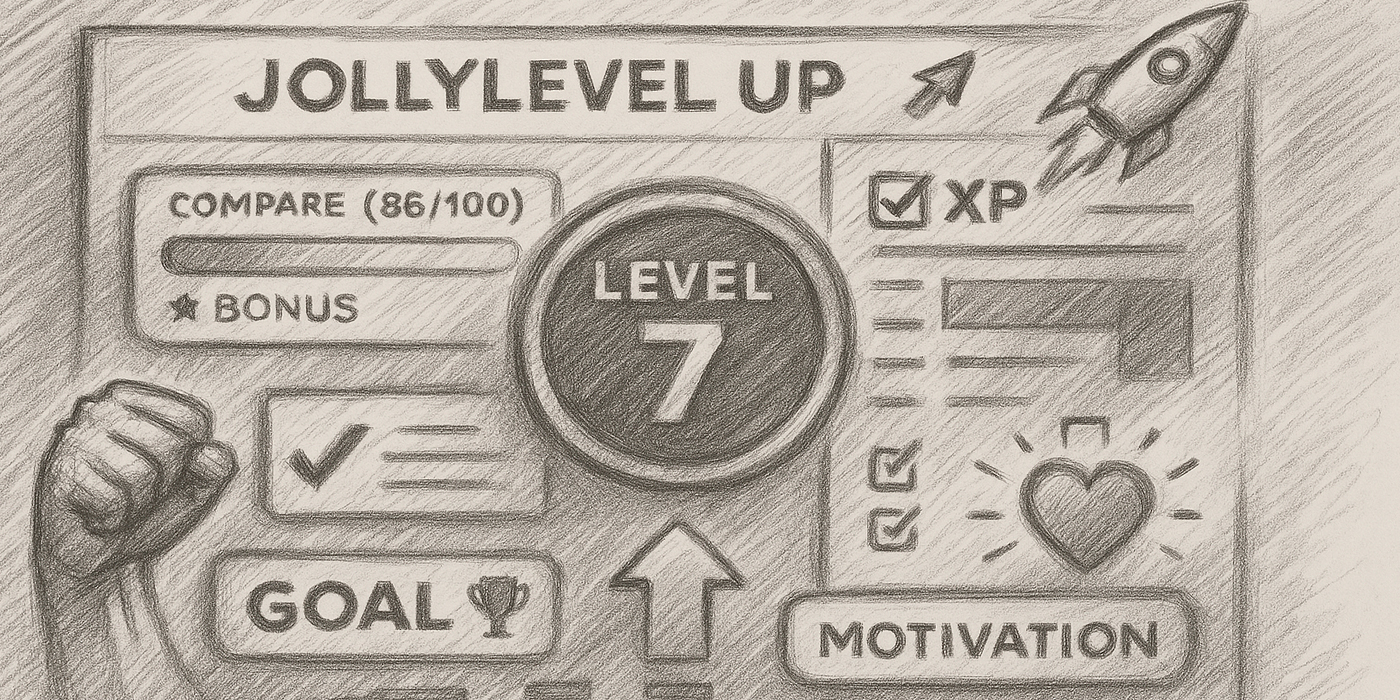 JOLLYLEVEL UP
COMPARE (86/100)
BONUS
LEVEL
7
XP
GOAL
MOTIVATION